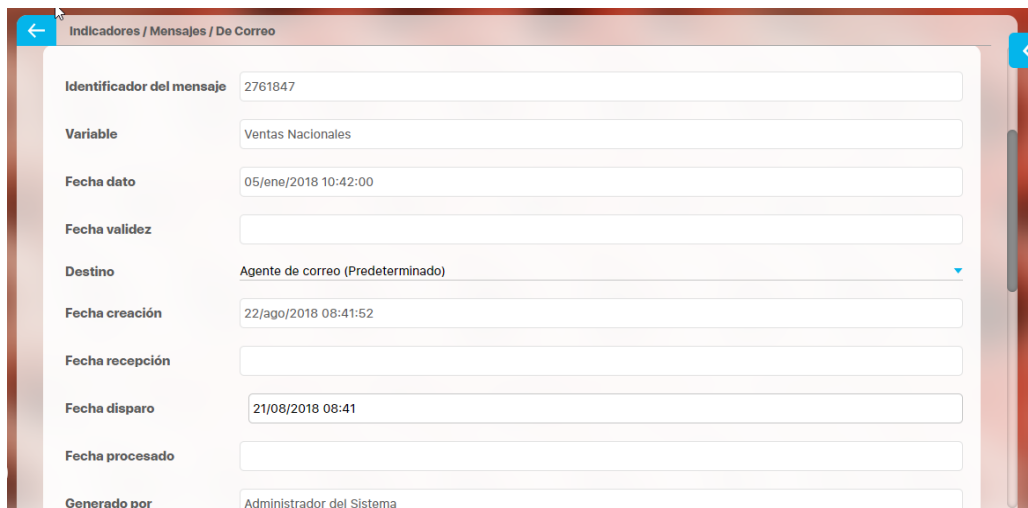 Indicadores / Mensajes / De Correo
Identificador del mensaje 2761847
Variable Ventas Nacionales
Fecha dato 05/ene/2018 10:42:00
Fecha validez
Destino Agente de correo (Predeterminado)
Fecha creación 22/ago/2018 08:41:52
Fecha recepción
Fecha disparo 21/08/2018 08:41
Fecha procesado
Generado por Administrador del Sistema